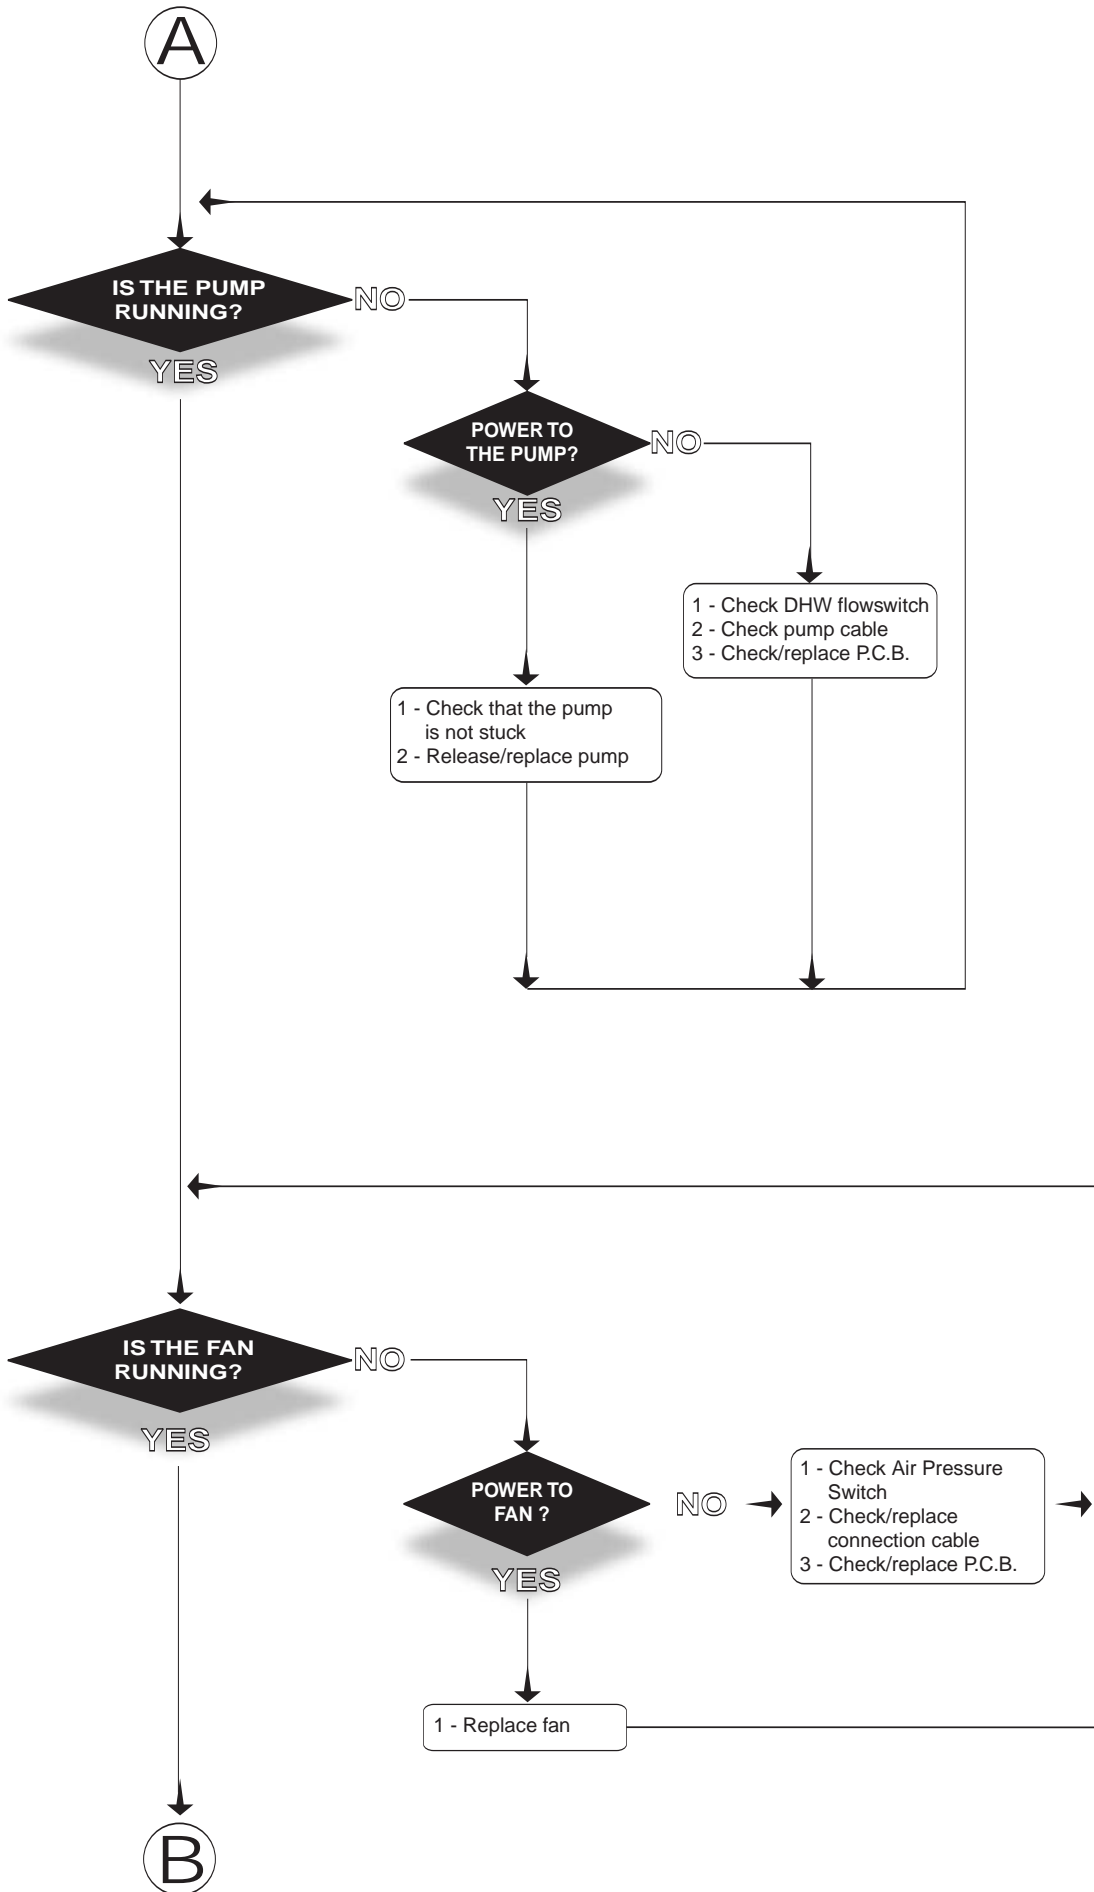 A
IS THE PUMP
RUNNING?
NO
YES
POWER TO
THE PUMP?
NO
YES
1 - Check DHW flowswitch
2 - Check pump cable
3 - Check/replace P.C.B.
1 - Check that the pump
is not stuck
2 - Release/replace pump
IS THE FAN
RUNNING?
NO
YES
POWER TO
FAN ?
NO
YES
1 - Check Air Pressure
Switch
2 - Check/replace
connection cable
3 - Check/replace P.C.B.
1 - Replace fan
B